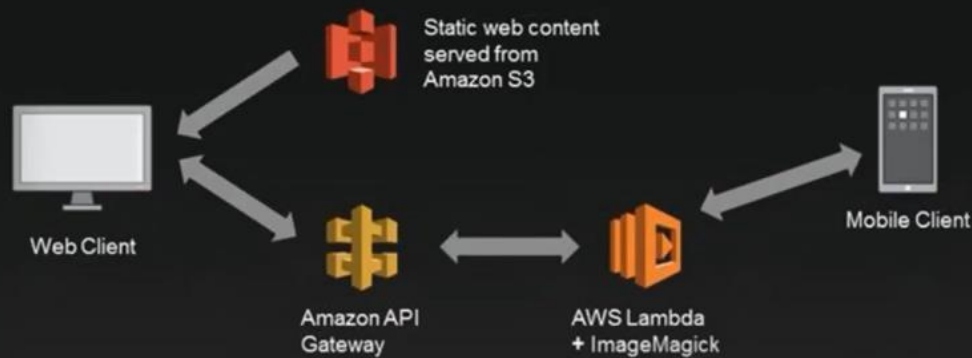 Static web content
served from
Amazon S3
Web Client
Mobile Client
Amazon API
Gateway
AWS Lambda
+ ImageMagick